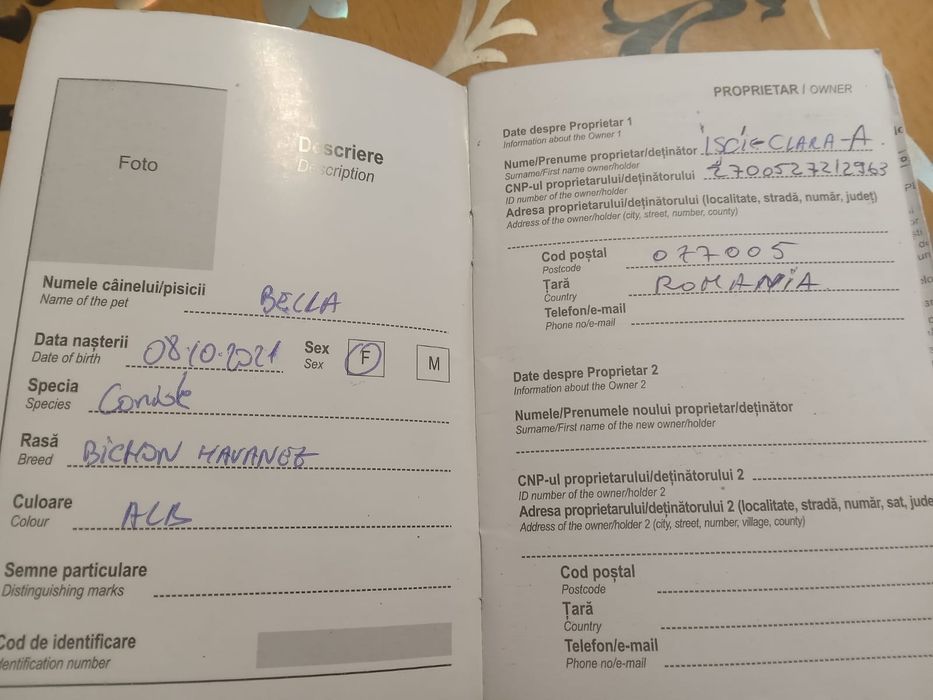 Foto
Descriere
Description
Numele câinelui/pisicii
Name of the pet
BELLA
Data nașterii
Date of birth
08.10.2021
Sex
Sex
F
M
Specia
Species
Rasă
Breed
BICHON HAVANEZ
Culoare
Colour
ALB
Semne particulare
Distinguishing marks
Cod de identificare
Identification number
PROPRIETAR / OWNER
Date despre Proprietar 1
Information about the Owner 1
Nume/Prenume proprietar/deținător ISCIE CLARA-A
Surname/First name owner/holder
CNP-ul proprietarului/deținătorului
ID number of the owner/holder
Adresa proprietarului/deținătorului (localitate, stradă, număr, județ)
Address of the owner/holder (city, street, number, county)
Cod poștal 077005
Postcode
Țară ROMANIA
Country
Telefon/e-mail
Phone no/e-mail
Date despre Proprietar 2
Information about the Owner 2
Numele/Prenumele noului proprietar/deținător
Surname/First name of the new owner/holder
CNP-ul proprietarului/deținătorului 2
ID number of the owner/holder 2
Adresa proprietarului/deținătorului 2 (localitate, stradă, număr, sat, jude
Address of the owner/holder 2 (city, street, number, village, county)
Cod poștal
Postcode
Țară
Country
Telefon/e-mail
Phone no/e-mail